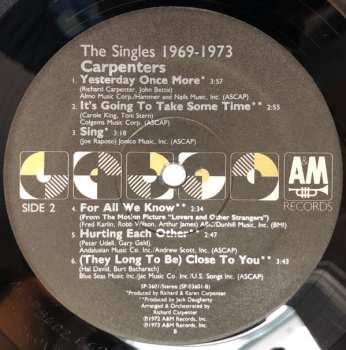 The Singles 1969-1973
Carpenters
1. Yesterday Once More* 3:57
(Richard Carpenter, John Bettis)
Almo Music Corp./Hammer and Nails Music, Inc. (ASCAP)
2. It's Going To Take Some Time** 2:55
(Carole King, Toni Stern)
Colgems Music Corp. (ASCAP)
3. Sing* 3:18
(Joe Raposo) Jonico Music, Inc. (ASCAP)
SIDE 2
A&M
RECORDS
4. For All We Know** 2:34
(From The Motion Picture "Lovers and Other Strangers")
(Fred Karlin, Robb Wilson, Arthur James) ABC/Dunhill Music, Inc. (BMI)
5. Hurting Each Other** 2:47
(Peter Udell, Gary Geld)
Andalusian Music Co. Inc./Andrew Scott, Inc. (ASCAP)
6. (They Long To Be) Close To You** 3:43
(Hal David, Burt Bacharach)
Blue Seas Music Inc./Jac Music Co. Inc./U.S. Songs Inc. (ASCAP)
SP-3601/Stereo (SP-03601-B)
*Produced by Richard & Karen Carpenter
**Produced by Jack Daugherty
Arranged & Orchestrated by
Richard Carpenter
℗1972 A&M Records, Inc.
℗1973 A&M Records, Inc.
8